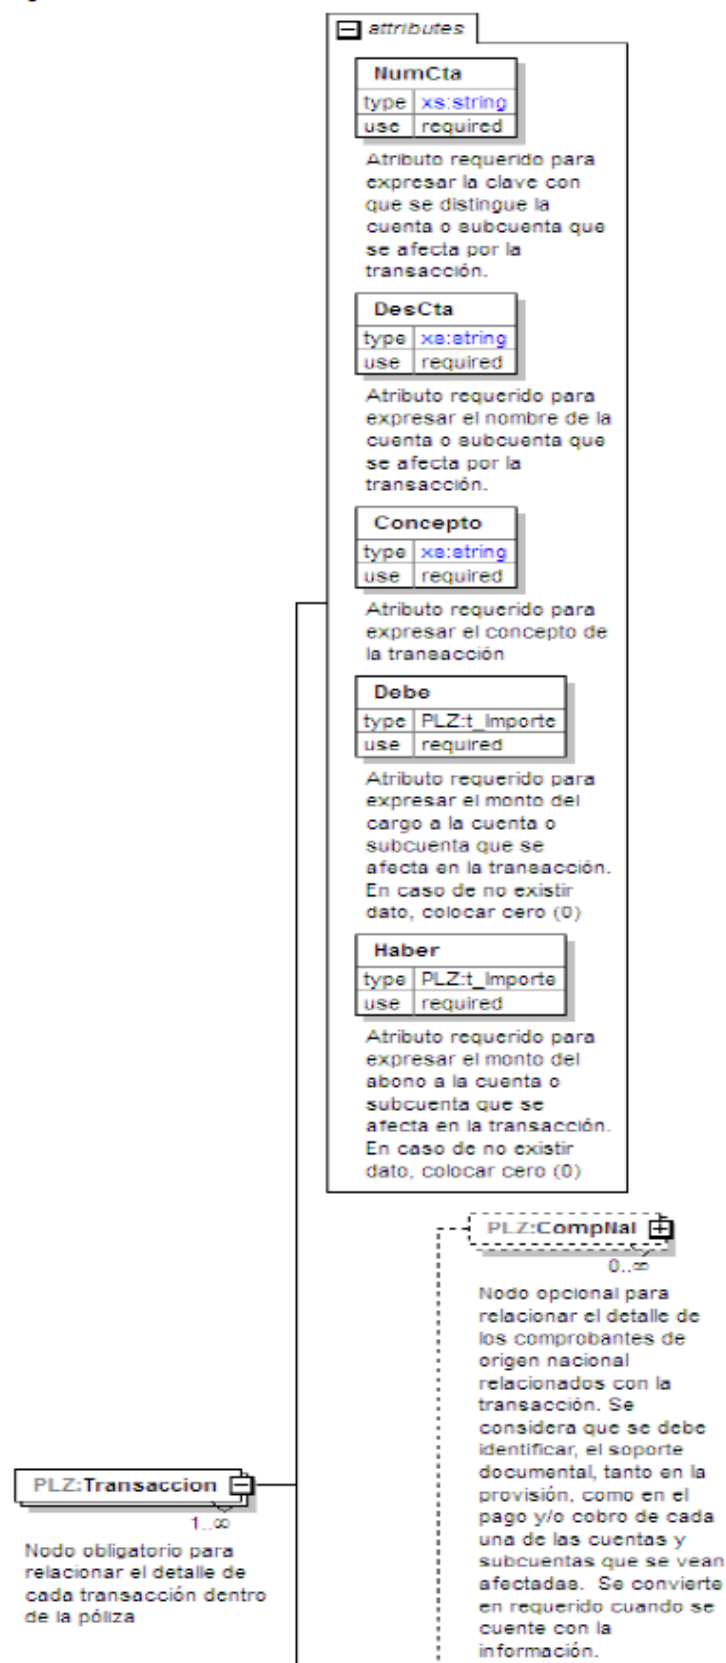 attributes
NumCta
type xs:string
use required
Atributo requerido para
expresar la clave con
que se distingue la
cuenta o subcuenta que
se afecta por la
transacción.
DesCta
type xs:string
use required
Atributo requerido para
expresar el nombre de la
cuenta o subcuenta que
se afecta por la
transacción.
Concepto
type xs:string
use required
Atributo requerido para
expresar el concepto de
la transacción
Debe
type PLZ:t_Importe
use required
Atributo requerido para
expresar el monto del
cargo a la cuenta o
subcuenta que se
afecta en la transacción.
En caso de no existir
dato, colocar cero (0)
Haber
type PLZ:t_Importe
use required
Atributo requerido para
expresar el monto del
abono a la cuenta o
subcuenta que se
afecta en la transacción.
En caso de no existir
dato, colocar cero (0)
PLZ:CompNal
0..∞
Nodo opcional para
relacionar el detalle de
los comprobantes de
origen nacional
relacionados con la
transacción. Se
considera que se debe
identificar, el soporte
documental, tanto en la
provisión, como en el
pago y/o cobro de cada
una de las cuentas y
subcuentas que se vean
afectadas. Se convierte
en requerido cuando se
cuente con la
información.
PLZ:Transaccion
1..∞
Nodo obligatorio para
relacionar el detalle de
cada transacción dentro
de la póliza